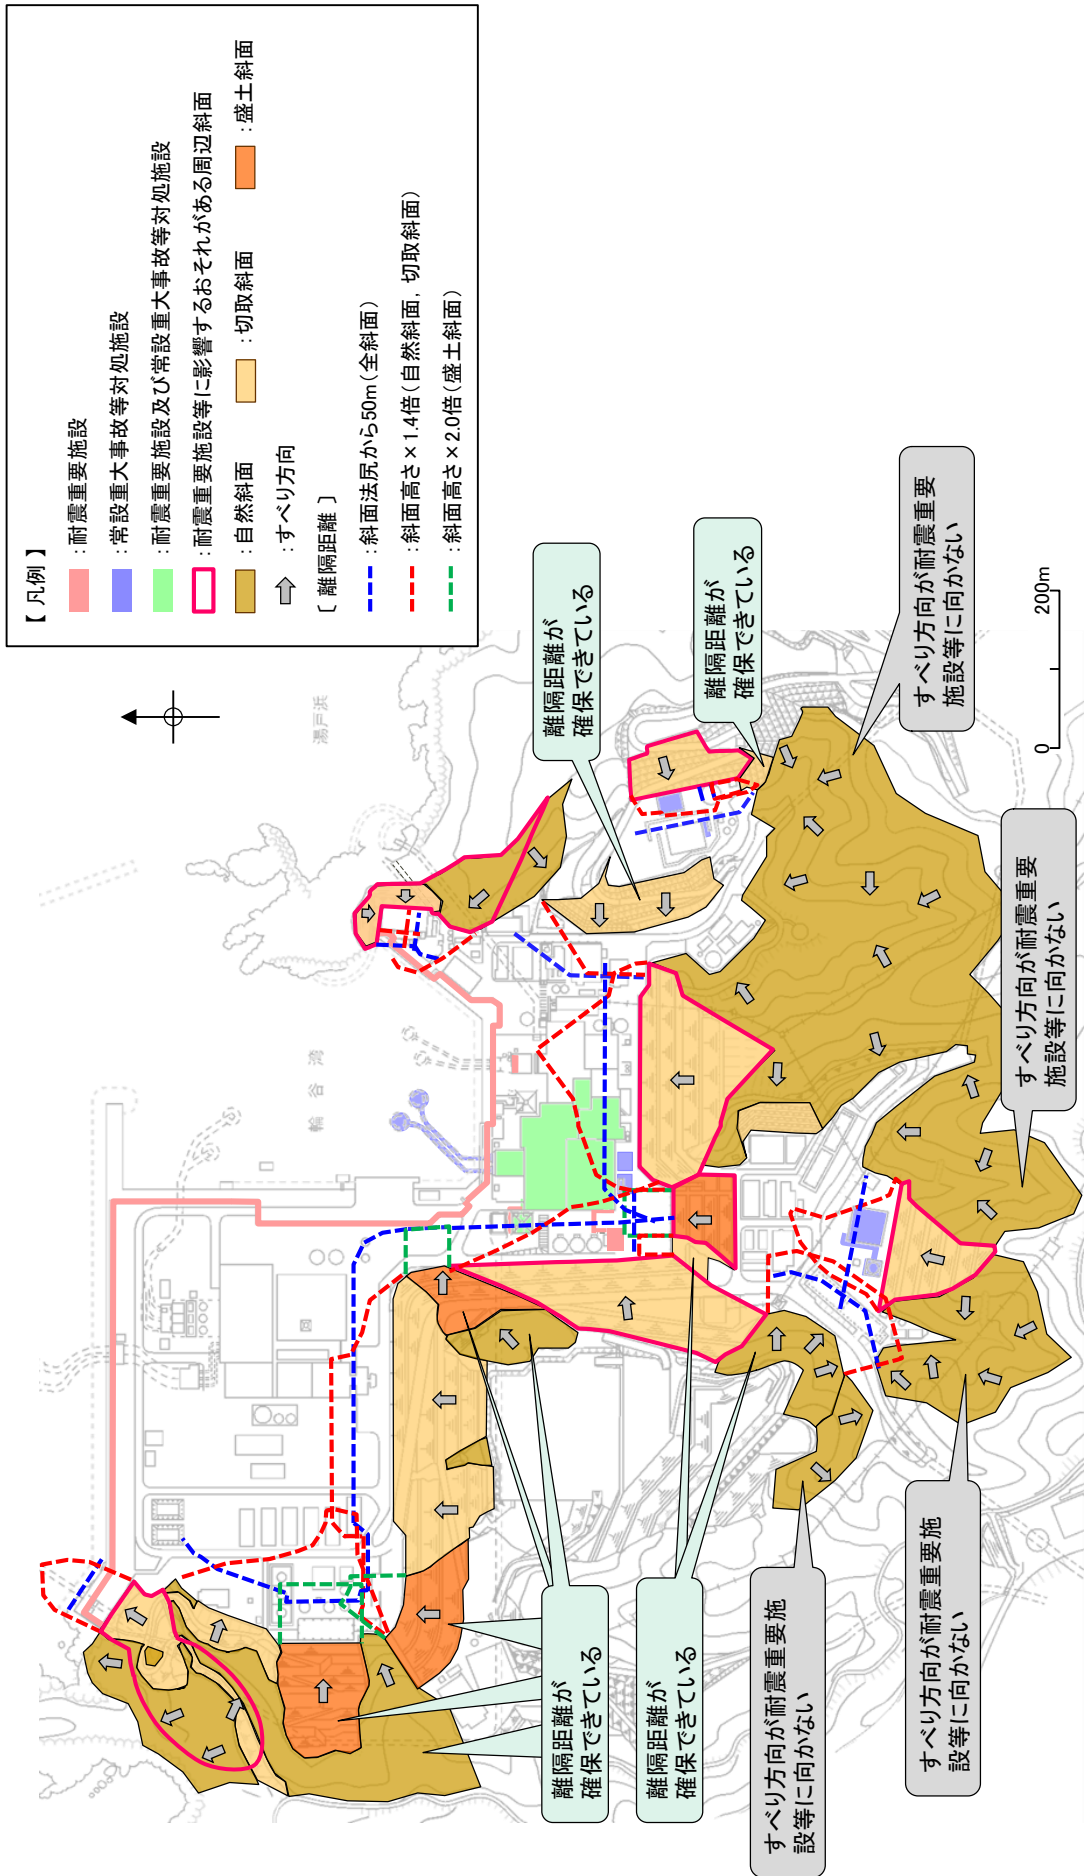 【 凡例 】
：耐震重要施設
：常設重大事故等対処施設
：耐震重要施設及び常設重大事故等対処施設
：耐震重要施設等に影響するおそれがある周辺斜面
：自然斜面
：切取斜面
：盛土斜面
：すべり方向
〔 離隔距離 〕
：斜面法尻から50m（全斜面）
：斜面高さ×1.4倍（自然斜面，切取斜面）
：斜面高さ×2.0倍（盛土斜面）
湯戸浜
輪谷湾
離隔距離が
確保できている
離隔距離が
確保できている
すべり方向が耐震重要
施設等に向かない
すべり方向が耐震重要
施設等に向かない
離隔距離が
確保できている
離隔距離が
確保できている
すべり方向が耐震重要施
設等に向かない
すべり方向が耐震重要施
設等に向かない
0
200m